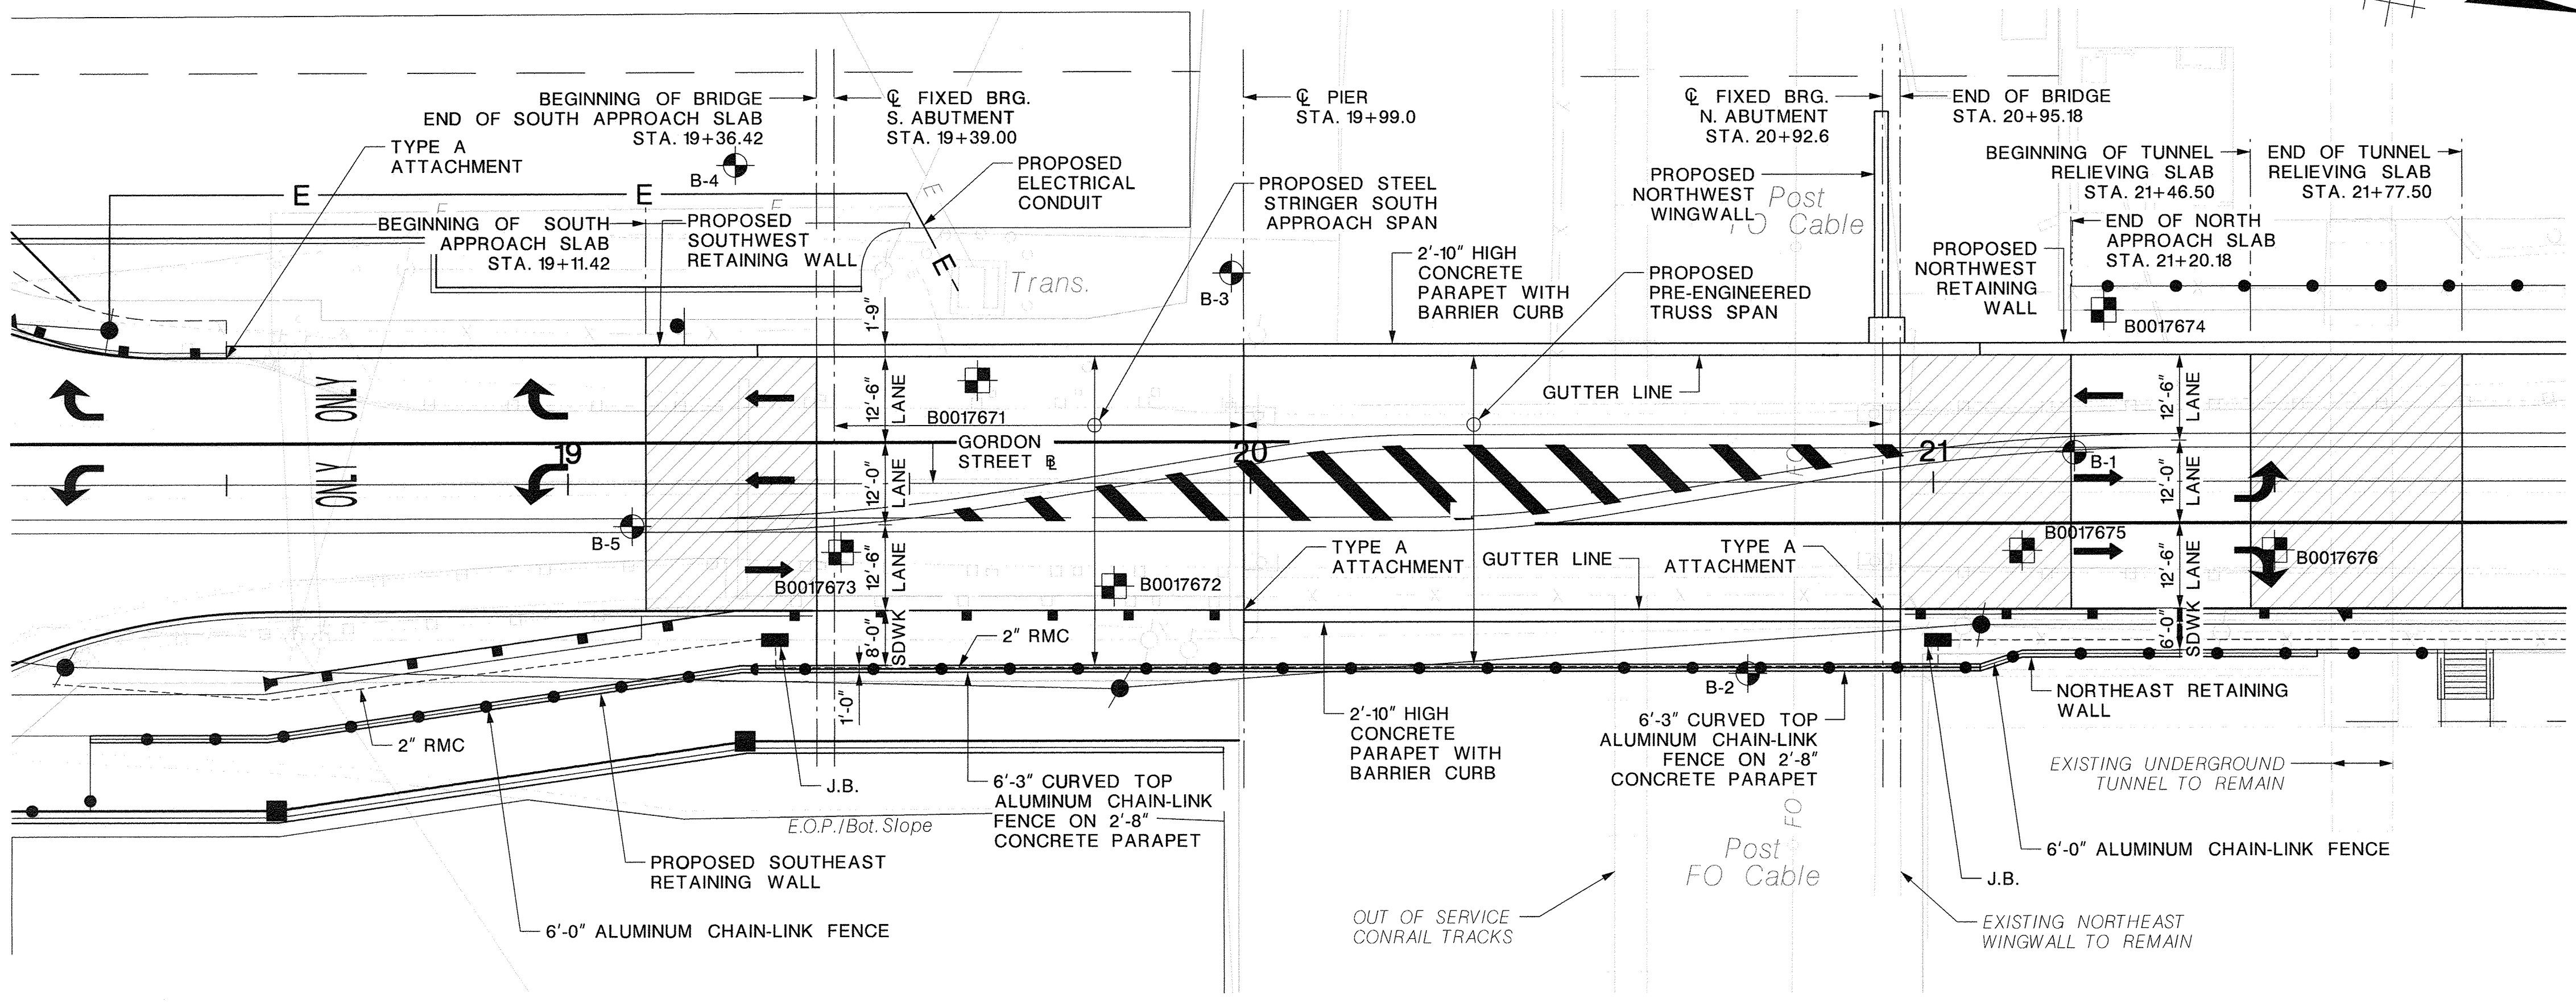 BEGINNING OF BRIDGE
END OF SOUTH APPROACH SLAB
STA. 19+36.42
℄ FIXED BRG.
S. ABUTMENT
STA. 19+39.00
℄ PIER
STA. 19+99.0
℄ FIXED BRG.
N. ABUTMENT
STA. 20+92.6
END OF BRIDGE
STA. 20+95.18
TYPE A
ATTACHMENT
B-4
PROPOSED
ELECTRICAL
CONDUIT
PROPOSED STEEL
STRINGER SOUTH
APPROACH SPAN
PROPOSED
NORTHWEST
WINGWALL
Post
FO Cable
BEGINNING OF TUNNEL
RELIEVING SLAB
STA. 21+46.50
END OF TUNNEL
RELIEVING SLAB
STA. 21+77.50
E
E
E
E
E
E
E
BEGINNING OF SOUTH
APPROACH SLAB
STA. 19+11.42
PROPOSED
SOUTHWEST
RETAINING WALL
Trans.
B-3
2'-10" HIGH
CONCRETE
PARAPET WITH
BARRIER CURB
PROPOSED
PRE-ENGINEERED
TRUSS SPAN
PROPOSED
NORTHWEST
RETAINING
WALL
END OF NORTH
APPROACH SLAB
STA. 21+20.18
B0017674
1'-9"
ONLY
12'-6"
LANE
B0017671
GUTTER LINE
12'-6"
LANE
19
GORDON
STREET ℄
20
21
B-1
ONLY
12'-0"
LANE
FO
12'-0"
LANE
B-5
B0017673
12'-6"
LANE
B0017672
TYPE A
ATTACHMENT
GUTTER LINE
TYPE A
ATTACHMENT
B0017675
12'-6"
LANE
B0017676
8'-0"
SDWK
2" RMC
6'-0"
SDWK
2" RMC
1'-0"
J.B.
6'-3" CURVED TOP
ALUMINUM CHAIN-LINK
FENCE ON 2'-8"
CONCRETE PARAPET
2'-10" HIGH
CONCRETE
PARAPET WITH
BARRIER CURB
B-2
6'-3" CURVED TOP
ALUMINUM CHAIN-LINK
FENCE ON 2'-8"
CONCRETE PARAPET
NORTHEAST RETAINING
WALL
EXISTING UNDERGROUND
TUNNEL TO REMAIN
E.O.P./Bot. Slope
PROPOSED SOUTHEAST
RETAINING WALL
6'-0" ALUMINUM CHAIN-LINK FENCE
FO
Post
FO Cable
OUT OF SERVICE
CONRAIL TRACKS
J.B.
6'-0" ALUMINUM CHAIN-LINK FENCE
EXISTING NORTHEAST
WINGWALL TO REMAIN